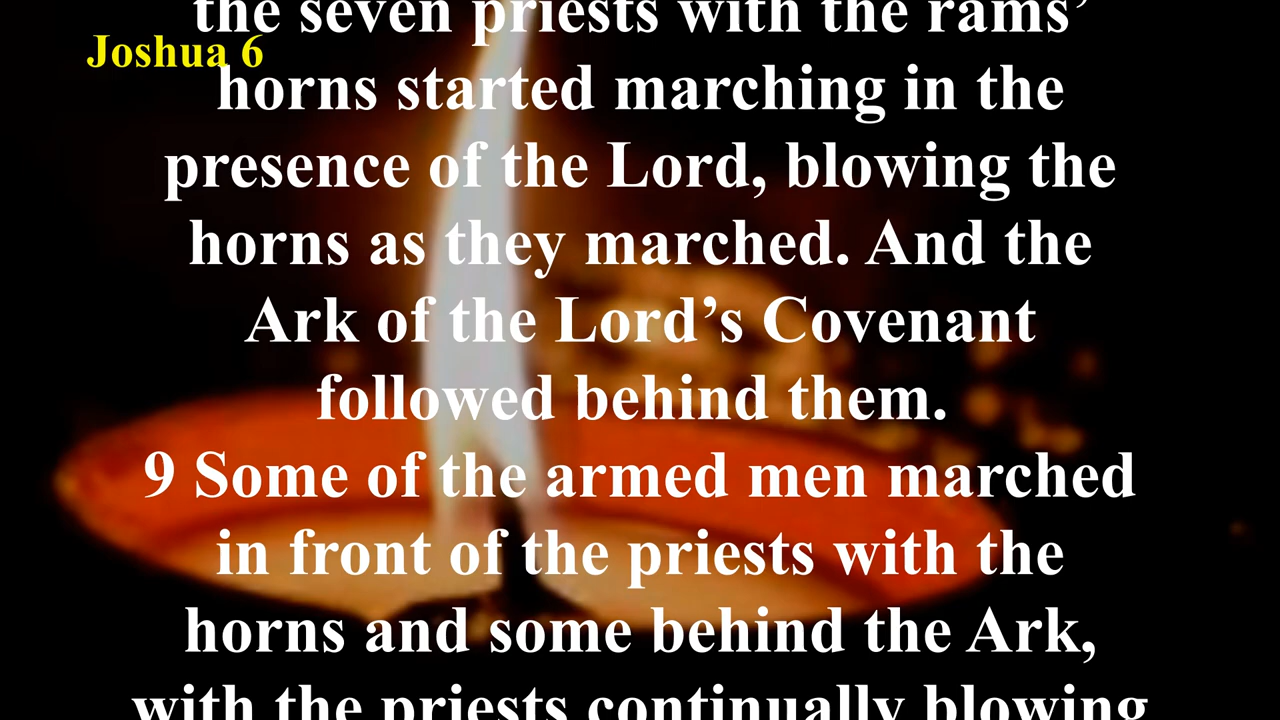 the seven priests with the rams’
Joshua 6
horns started marching in the
presence of the Lord, blowing the
horns as they marched. And the
Ark of the Lord’s Covenant
followed behind them.
9 Some of the armed men marched
in front of the priests with the
horns and some behind the Ark,
with the priests continually blowing